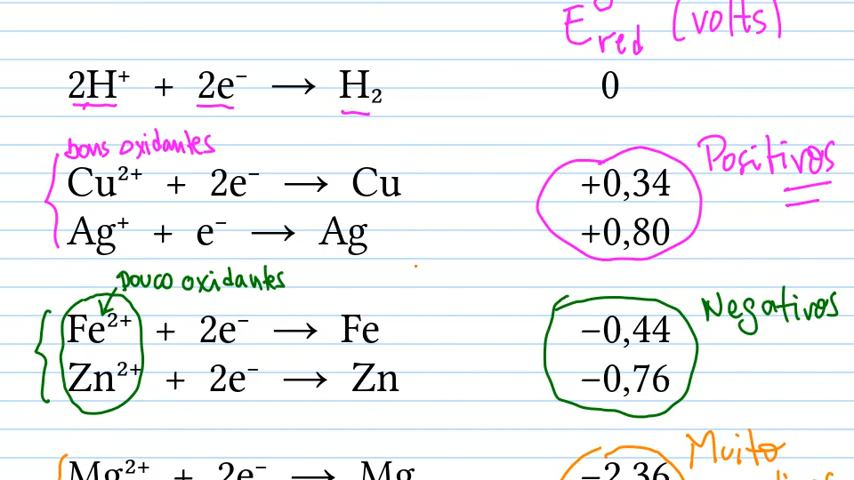 E⁰red (volts)
2H⁺ + 2e⁻ → H₂ 0
bons oxidantes
Positivos
Cu²⁺ + 2e⁻ → Cu +0,34
Ag⁺ + e⁻ → Ag +0,80
pouco oxidantes
Negativos
Fe²⁺ + 2e⁻ → Fe −0,44
Zn²⁺ + 2e⁻ → Zn −0,76
Muito
Mg²⁺ + 2e⁻ → Mg −2,36